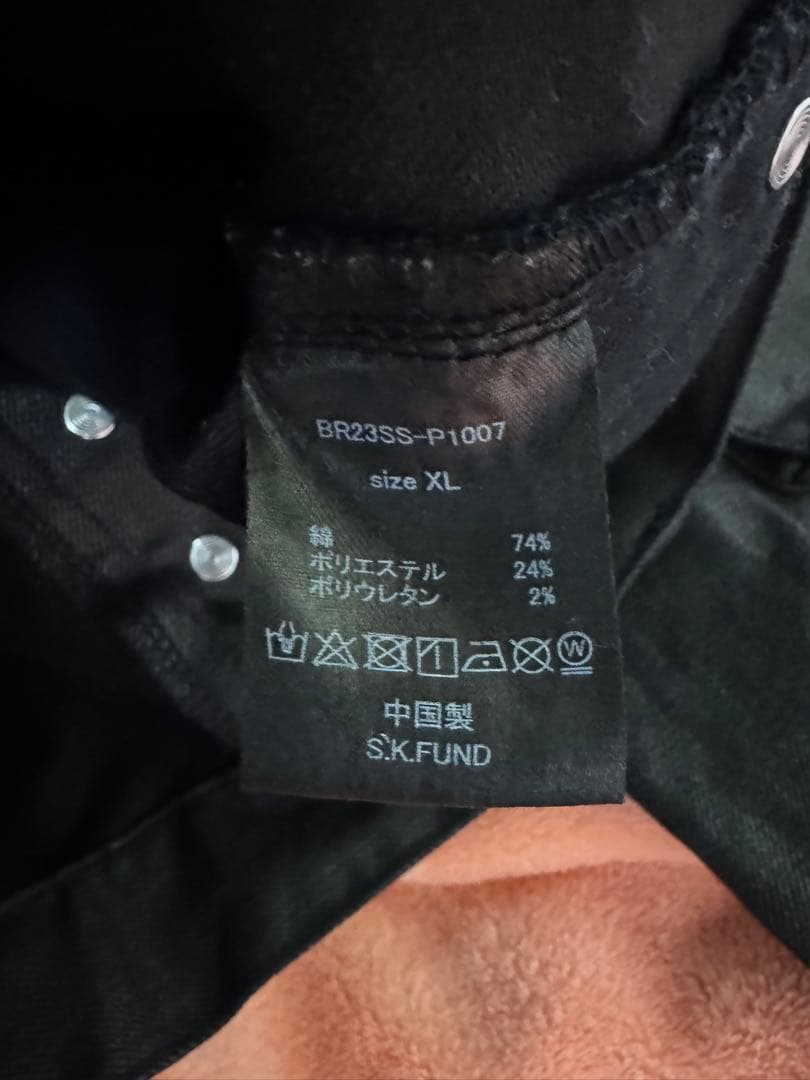 BR23SS-P1007
size XL
綿 74%
ポリエステル 24%
ポリウレタン 2%
W
中国製
S.K.FUND